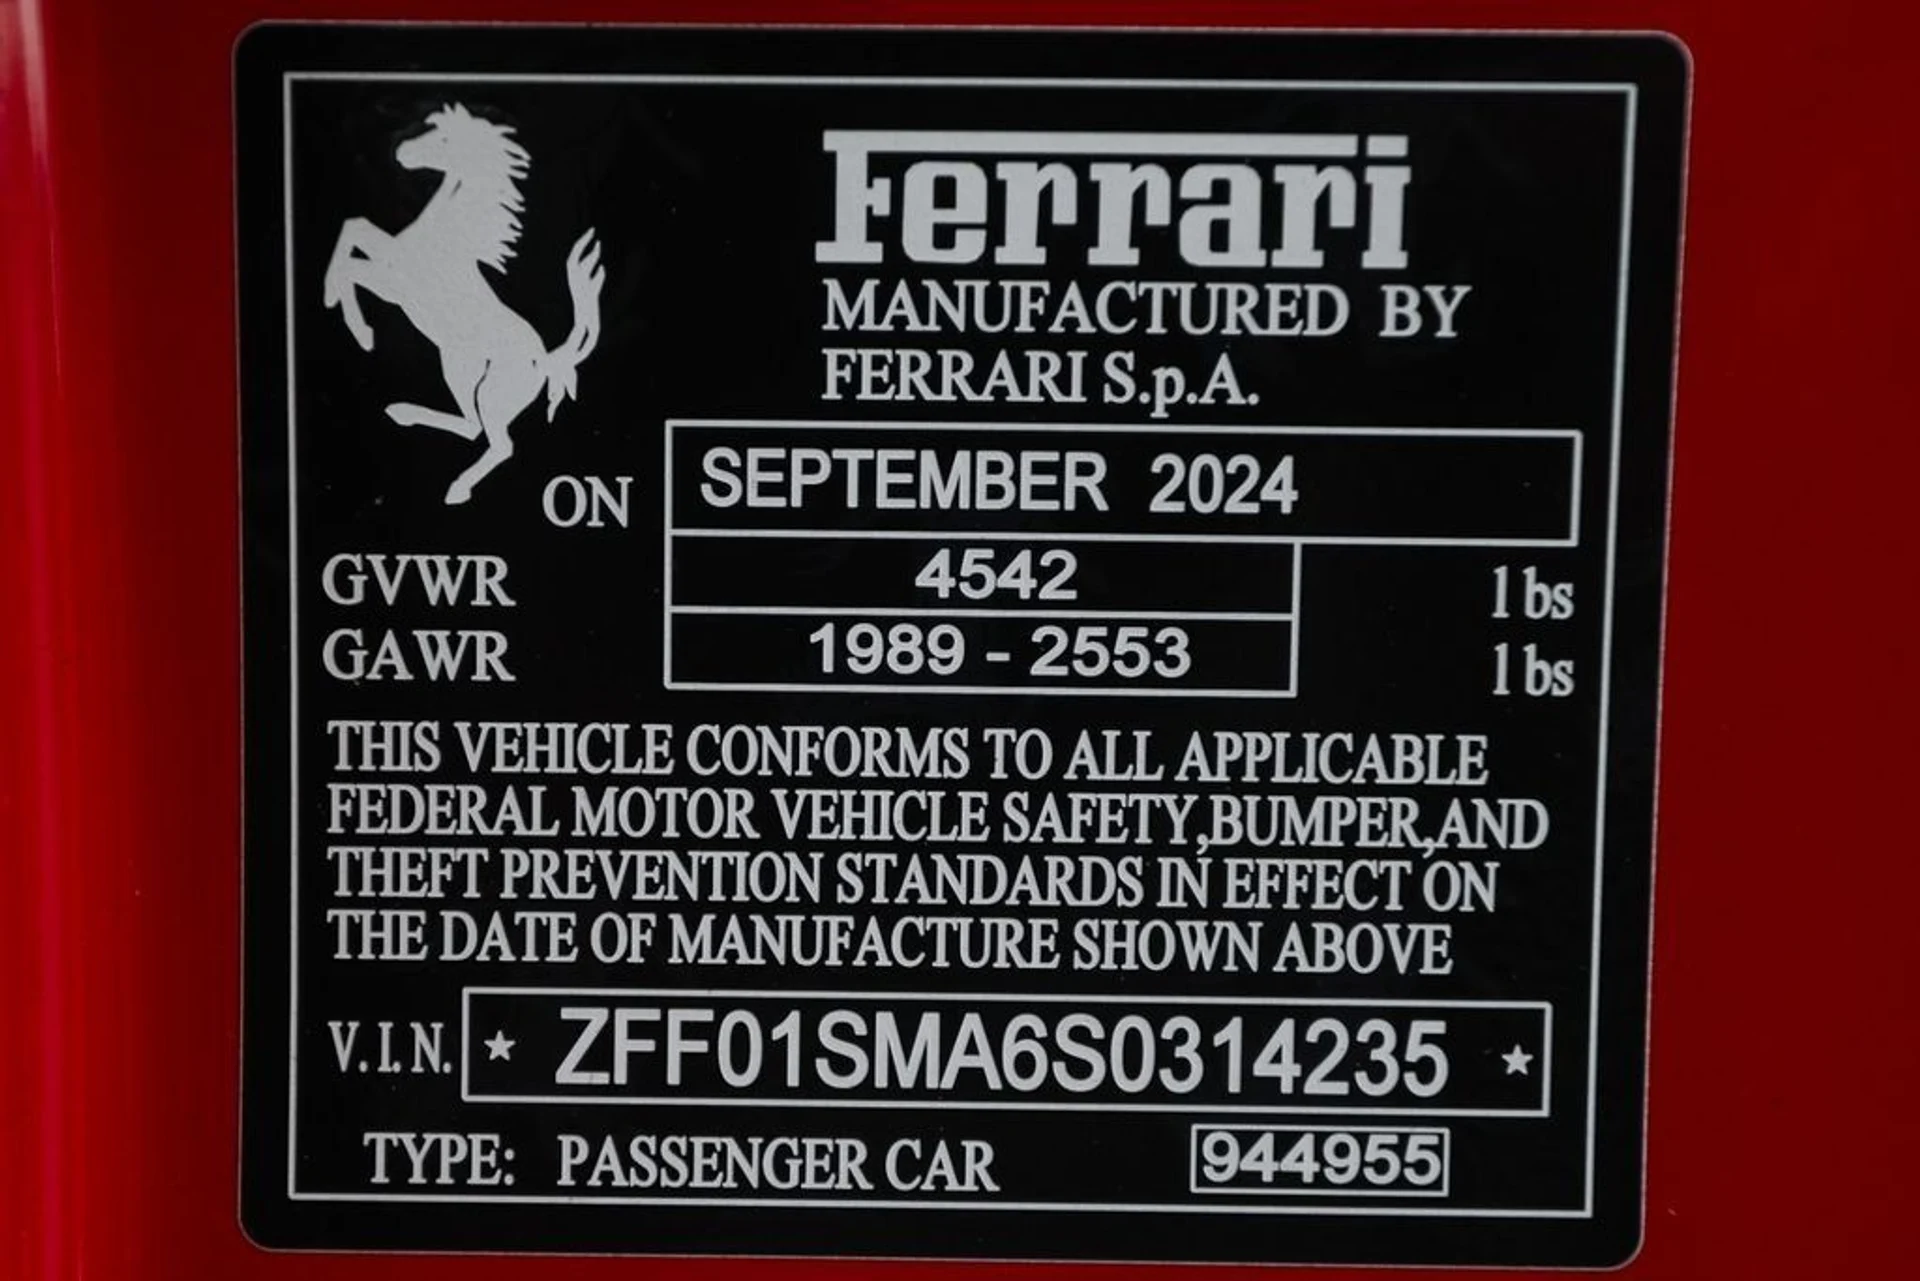 Ferrari
MANUFACTURED BY
FERRARI S.p.A.
ON SEPTEMBER 2024
GVWR 4542 lbs
GAWR 1989 - 2553 lbs
THIS VEHICLE CONFORMS TO ALL APPLICABLE
FEDERAL MOTOR VEHICLE SAFETY,BUMPER,AND
THEFT PREVENTION STANDARDS IN EFFECT ON
THE DATE OF MANUFACTURE SHOWN ABOVE
V.I.N. ★ ZFF01SMA6S0314235 ★
TYPE: PASSENGER CAR 944955